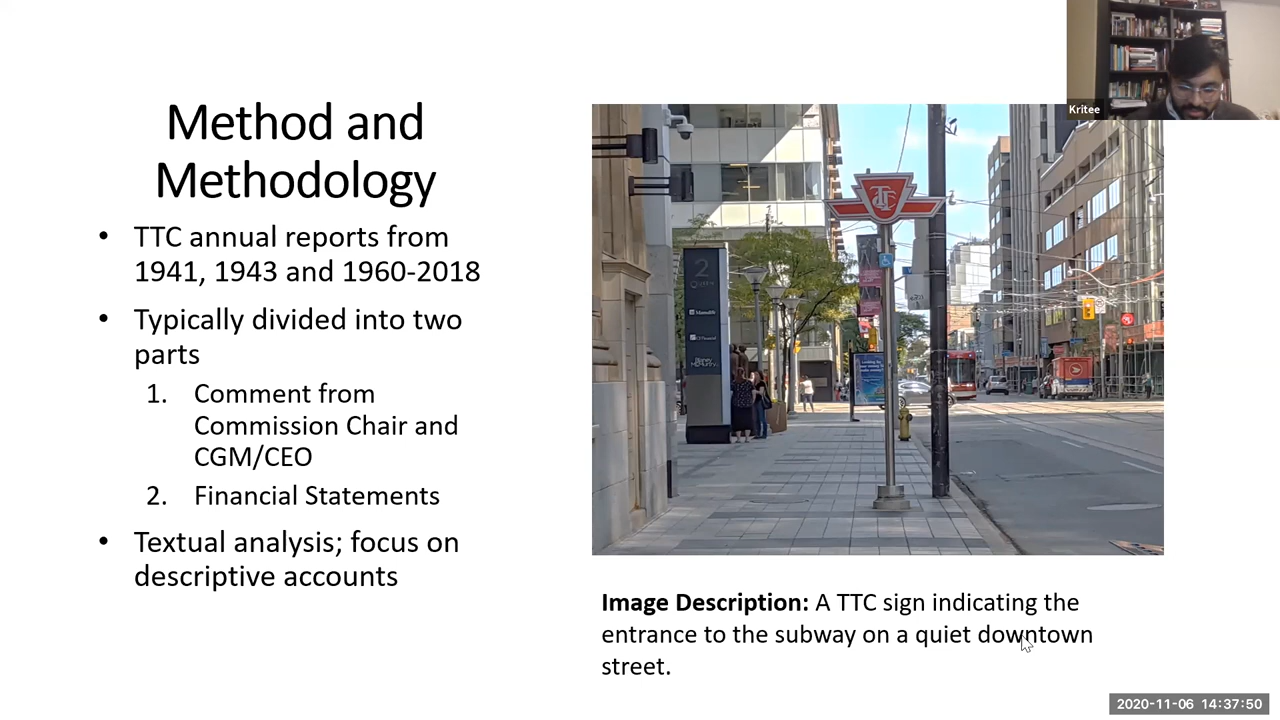 Method and
Methodology
• TTC annual reports from
1941, 1943 and 1960-2018
• Typically divided into two
parts
1. Comment from
Commission Chair and
CGM/CEO
2. Financial Statements
• Textual analysis; focus on
descriptive accounts
Kritee
TTC
2
Image Description: A TTC sign indicating the
entrance to the subway on a quiet downtown
street.
2020-11-06 14:37:50